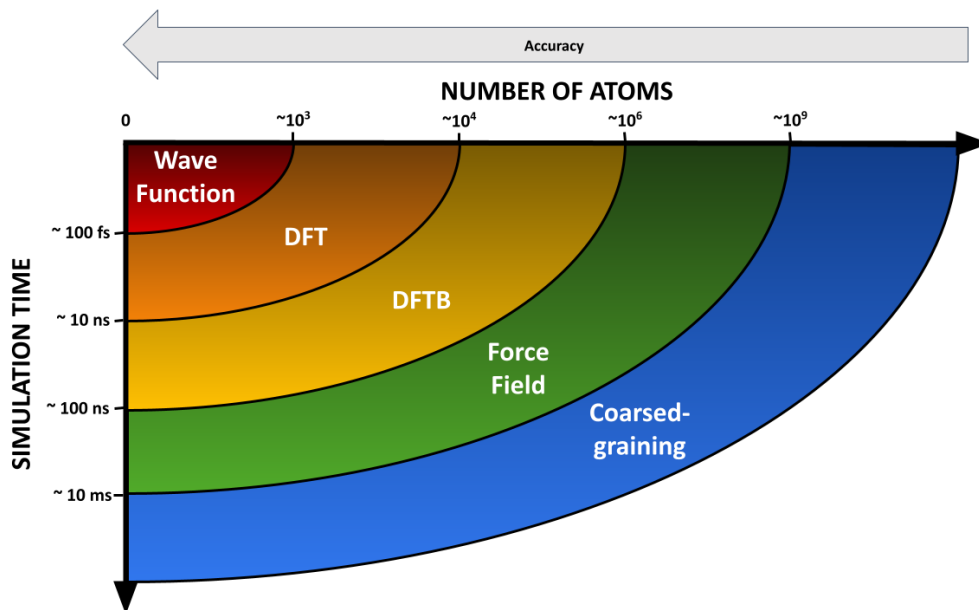 Accuracy
NUMBER OF ATOMS
0
~10³
~10⁴
~10⁶
~10⁹
SIMULATION TIME
~ 100 fs
~ 10 ns
~ 100 ns
~ 10 ms
Wave
Function
DFT
DFTB
Force
Field
Coarsed-
graining